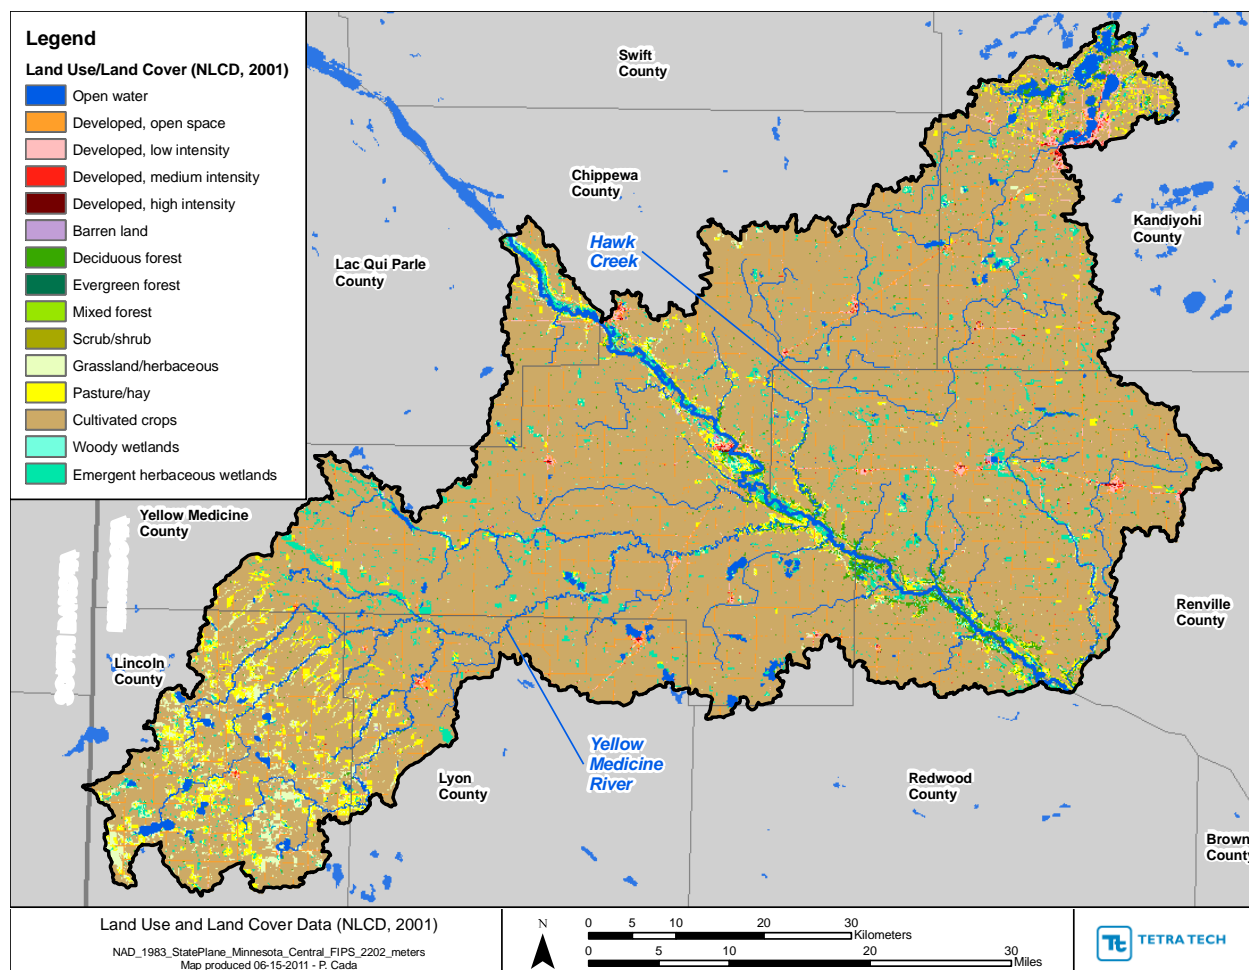 Legend
Land Use/Land Cover (NLCD, 2001)
Open water
Developed, open space
Developed, low intensity
Developed, medium intensity
Developed, high intensity
Barren land
Deciduous forest
Evergreen forest
Mixed forest
Scrub/shrub
Grassland/herbaceous
Pasture/hay
Cultivated crops
Woody wetlands
Emergent herbaceous wetlands
Swift
County
Chippewa
County
Kandiyohi
County
Hawk
Creek
Lac Qui Parle
County
Yellow Medicine
County
Renville
County
Lincoln
County
Yellow
Medicine
River
Lyon
County
Redwood
County
Brown
County
Land Use and Land Cover Data (NLCD, 2001)
NAD_1983_StatePlane_Minnesota_Central_FIPS_2202_meters
Map produced 06-15-2011 - P. Cada
N
0 5 10 20 30
Kilometers
0 5 10 20 30
Miles
Tt TETRA TECH